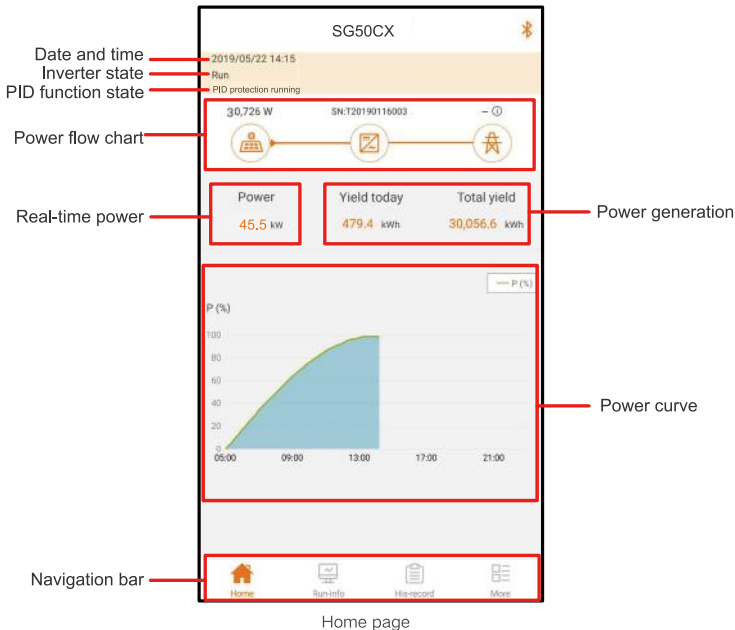 SG50CX
Date and time
2019/05/22 14:15
Inverter state
Run
PID function state
PID protection running
30,726 W
SN:T20190116003
–
Power flow chart
Power
Yield today
Total yield
Real-time power
45.5 kW
479.4 kWh
30,056.6 kWh
Power generation
P (%)
P (%)
100
80
60
40
20
0
05:00 09:00 13:00 17:00 21:00
Power curve
Navigation bar
Home Run-info His-record More
Home page